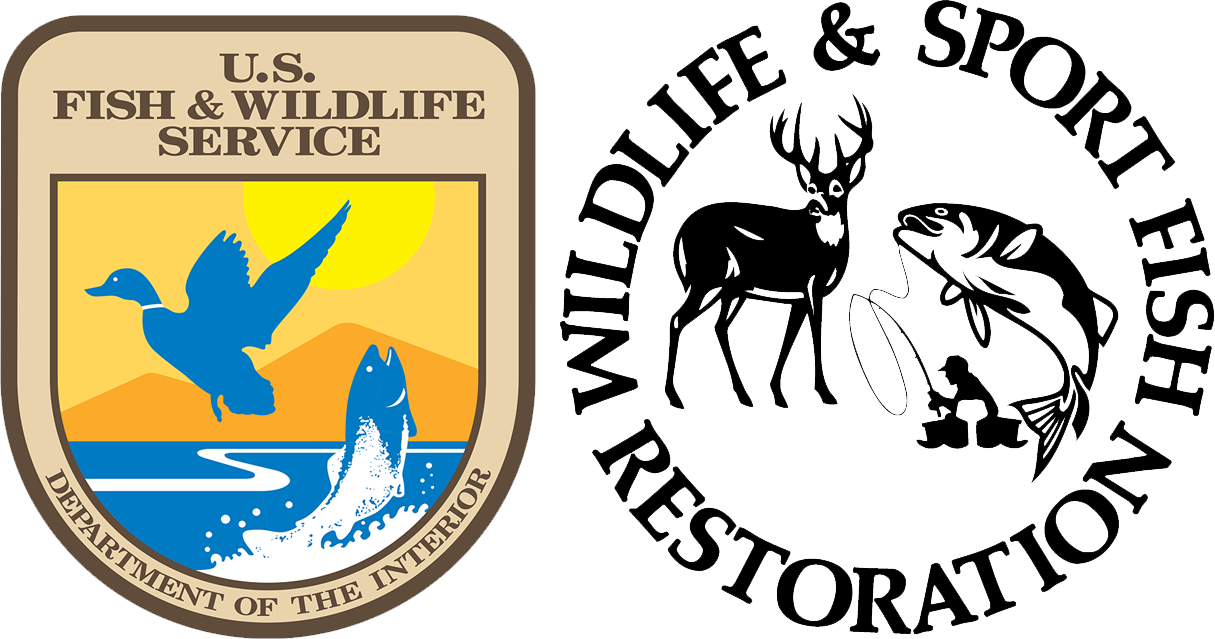 U.S.
FISH & WILDLIFE
SERVICE
DEPARTMENT OF THE INTERIOR
WILDLIFE & SPORT FISH
RESTORATION